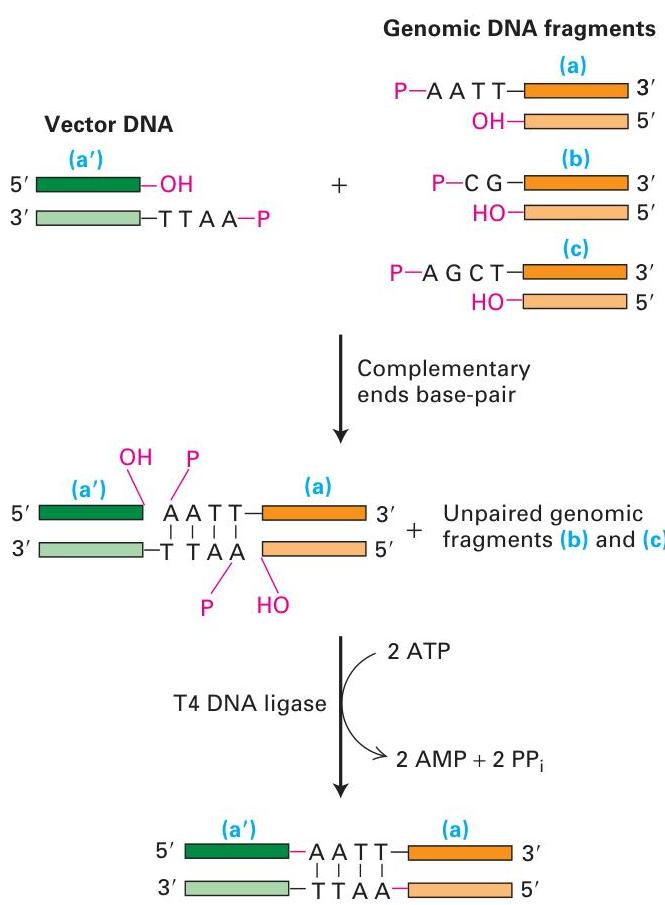 Genomic DNA fragments
(a)
P–A A T T– 3′
OH– 5′
Vector DNA
(a′)
5′ –OH
3′ –T T A A–P
+
(b)
P–C G– 3′
HO– 5′
(c)
P–A G C T– 3′
HO– 5′
Complementary
ends base-pair
OH P
(a′) (a)
5′ A A T T– 3′
3′ –T T A A 5′
P HO
+ Unpaired genomic
fragments (b) and (c)
2 ATP
T4 DNA ligase
2 AMP + 2 PPi
(a′) (a)
5′ –A A T T– 3′
3′ –T T A A– 5′